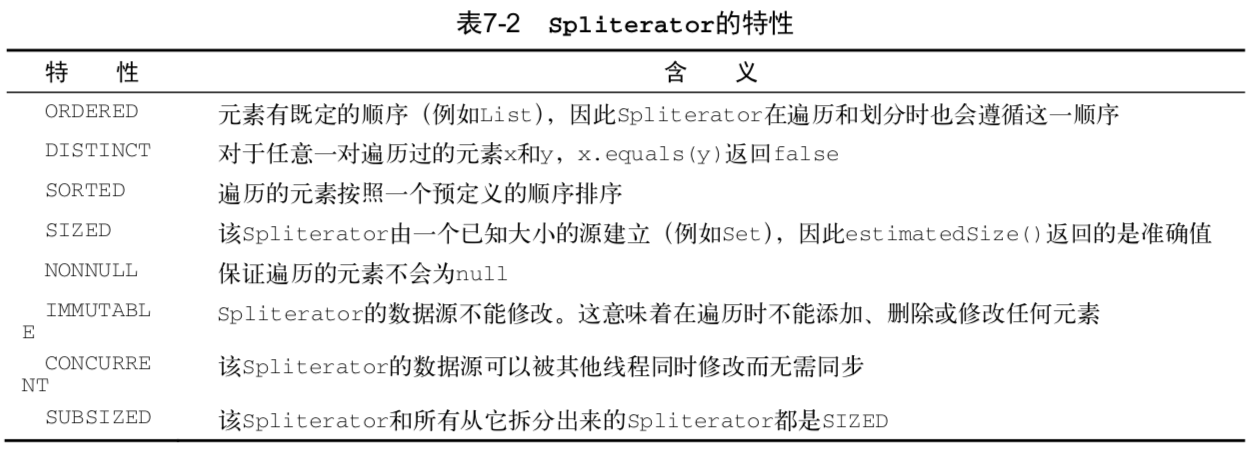 表7-2 Spliterator的特性
特 性 含 义
ORDERED 元素有既定的顺序（例如List），因此Spliterator在遍历和划分时也会遵循这一顺序
DISTINCT 对于任意一对遍历过的元素x和y，x.equals(y)返回false
SORTED 遍历的元素按照一个预定义的顺序排序
SIZED 该Spliterator由一个已知大小的源建立（例如Set），因此estimatedSize()返回的是准确值
NONNULL 保证遍历的元素不会为null
IMMUTABL Spliterator的数据源不能修改。这意味着在遍历时不能添加、删除或修改任何元素
E
CONCURRE 该Spliterator的数据源可以被其他线程同时修改而无需同步
NT
SUBSIZED 该Spliterator和所有从它拆分出来的Spliterator都是SIZED